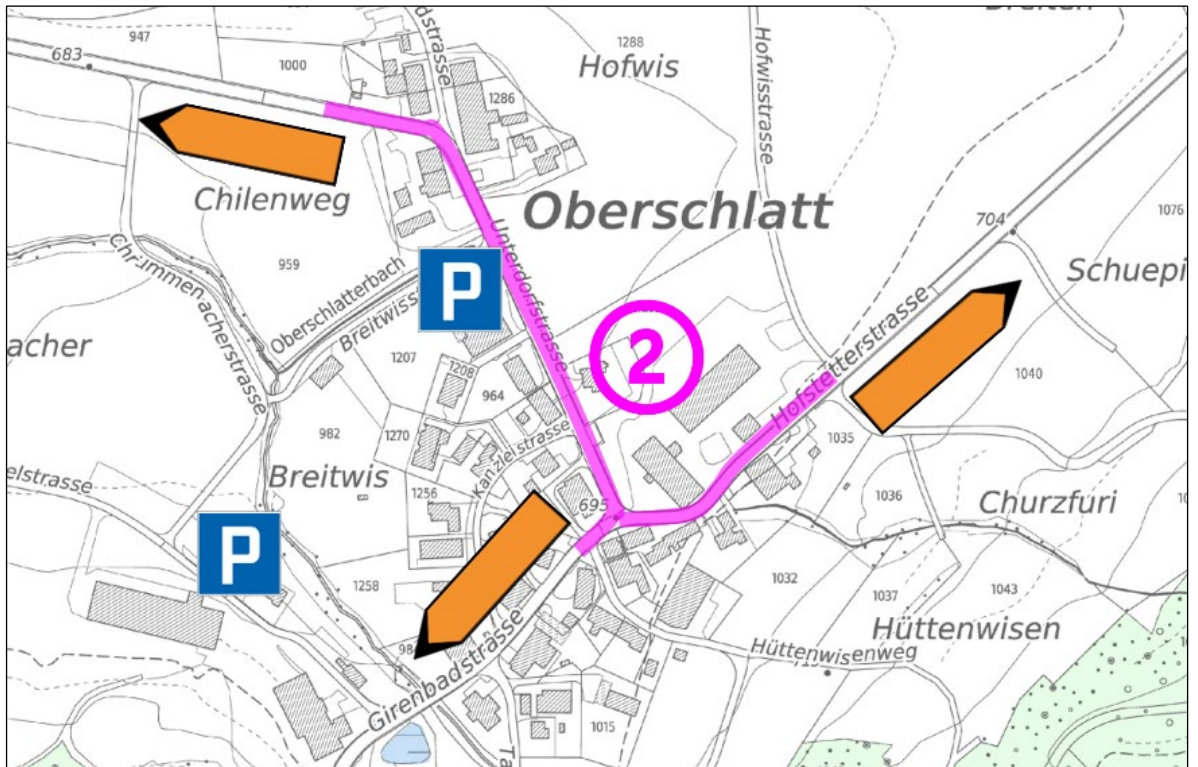 947
683
1000
1288
Hofwis
1286
Hofwisstrasse
Chilenweg
Oberschlatt
704
1076
959
Chrummenacherstrasse
Oberschlatterbach
P
Unterdorfstrasse
Schuepi
acher
1207
1208
2
Hofstetterstrasse
964
1040
982
1270
Kanzleistrasse
1035
elstrasse
Breitwis
1256
695
1036
Churzfuri
P
1258
1032
1037
1043
Hüttenwisen
Hüttenwisenweg
98
Girenbadstrasse
1015